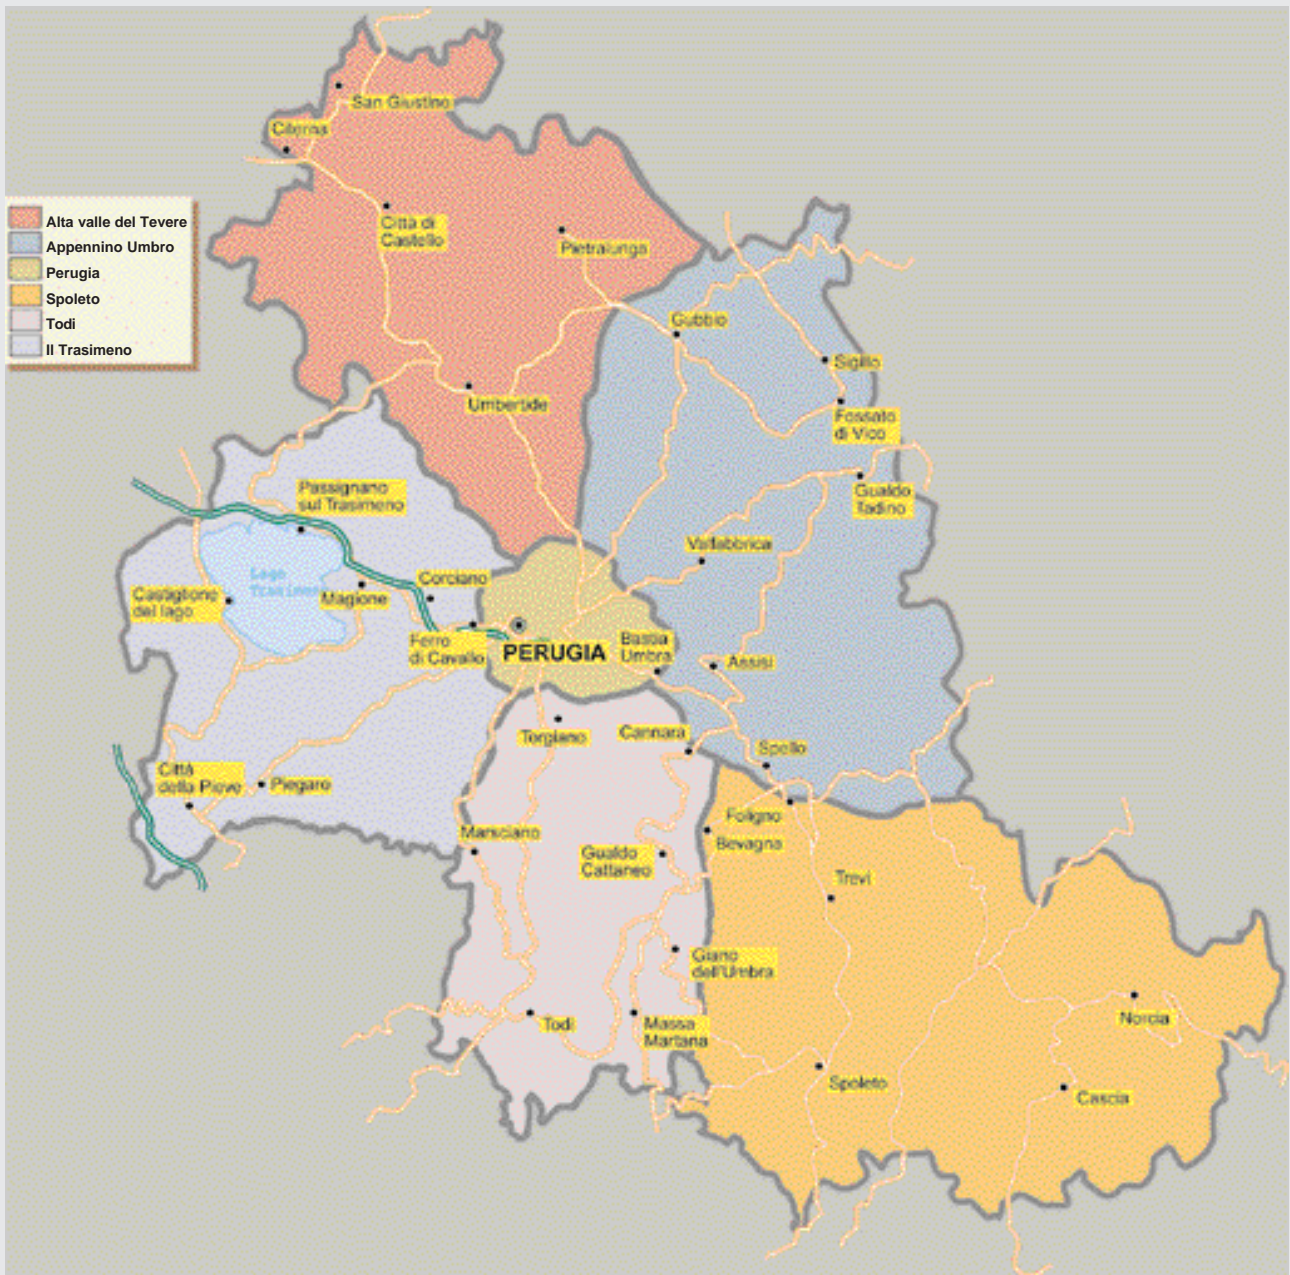 San Giustino
Citerna
Città di
Castello
Pietralunga
Alta valle del Tevere
Appennino Umbro
Perugia
Spoleto
Todi
Il Trasimeno
Gubbio
Sigillo
Umbertide
Fossato
di Vico
Passignano
sul Trasimeno
Gualdo
Tadino
Valfabbrica
Lago
Trasimeno
Castiglione
del lago
Magione
Corciano
Ferro
di Cavallo
PERUGIA
Bastia
Umbra
Assisi
Torgiano
Cannara
Spello
Città
della Pieve
Piegaro
Foligno
Marsciano
Bevagna
Gualdo
Cattaneo
Trevi
Giano
dell'Umbra
Todi
Massa
Martana
Norcia
Spoleto
Cascia